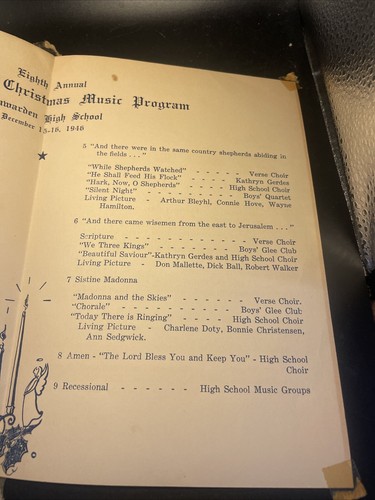 Eighth Annual
Christmas Music Program
awarden High School
December 15-16, 1946
5 "And there were in the same country shepherds abiding in
the fields . . ."
"While Shepherds Watched" - - - - - Verse Choir
"He Shall Feed His Flock" - - - - - Kathryn Gerdes
"Hark, Now, O Shepherds" - - - - High School Choir
"Silent Night" - - - - - - - - Boys' Quartet
Living Picture - - Arthur Bleyhl, Connie Hove, Wayne
Hamilton.
6 "And there came wisemen from the east to Jerusalem . . ."
Scripture - - - - - - - - - - - Verse Choir
"We Three Kings" - - - - - - - Boys' Glee Club
"Beautiful Saviour"-Kathryn Gerdes and High School Choir
Living Picture - - Don Mallette, Dick Ball, Robert Walker
7 Sistine Madonna
"Madonna and the Skies" - - - - - - - Verse Choir.
"Chorale" - - - - - - - - - - Boys' Glee Club
"Today There is Ringing" - - - - - High School Choir
Living Picture - Charlene Doty, Bonnie Christensen,
Ann Sedgwick.
8 Amen - "The Lord Bless You and Keep You" - High School
Choir
9 Recessional - - - - - - High School Music Groups